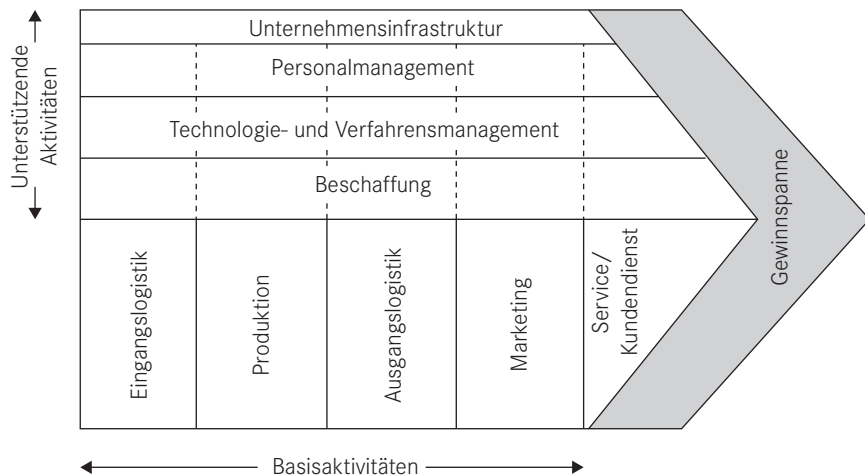 Unterstützende
Aktivitäten
Unternehmensinfrastruktur
Personalmanagement
Technologie- und Verfahrensmanagement
Beschaffung
Eingangslogistik
Produktion
Ausgangslogistik
Marketing
Service/
Kundendienst
Gewinnspanne
Basisaktivitäten